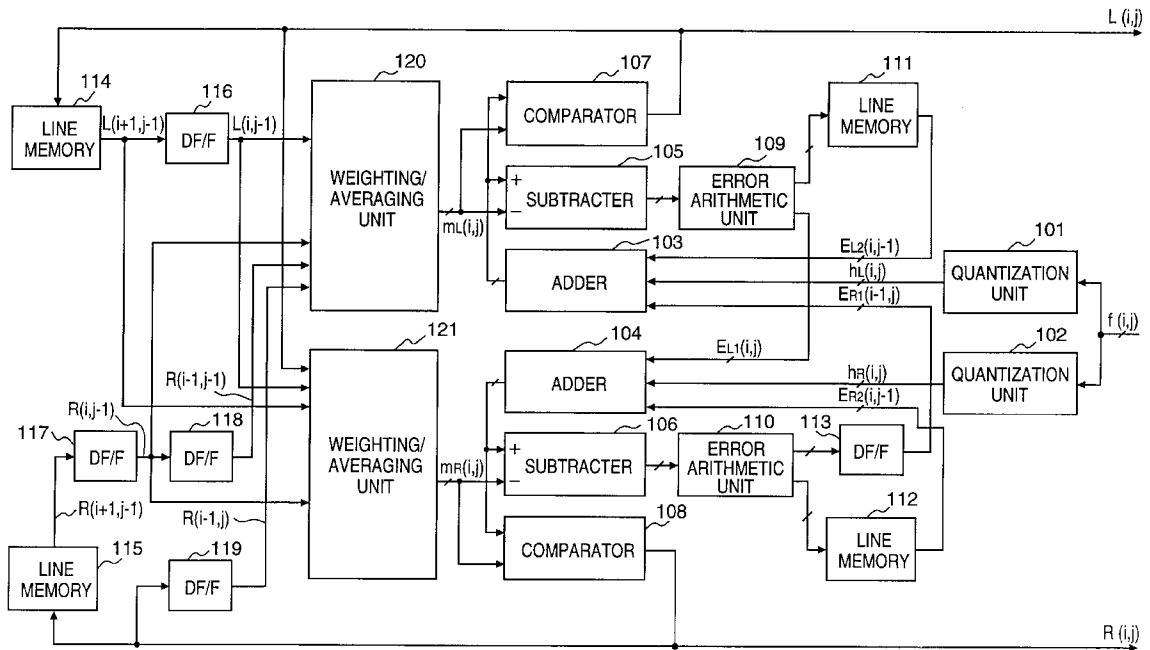 L (i,j)
120
107
111
114
116
COMPARATOR
LINE
MEMORY
LINE
MEMORY
L(i+1,j-1)
DF/F
L(i,j-1)
105
109
WEIGHTING/
AVERAGING
UNIT
+
−
SUBTRACTER
ERROR
ARITHMETIC
UNIT
mL(i,j)
103
101
ADDER
EL2(i,j-1)
hL(i,j)
ER1(i-1,j)
QUANTIZATION
UNIT
121
104
EL1(i,j)
f (i,j)
102
R(i-1,j-1)
ADDER
hR(i,j)
ER2(i,j-1)
QUANTIZATION
UNIT
R(i,j-1)
117
118
106
110
113
DF/F
DF/F
WEIGHTING/
AVERAGING
UNIT
+
−
SUBTRACTER
ERROR
ARITHMETIC
UNIT
DF/F
mR(i,j)
R(i+1,j-1)
R(i-1,j)
108
112
115
119
COMPARATOR
LINE
MEMORY
LINE
MEMORY
DF/F
R (i,j)